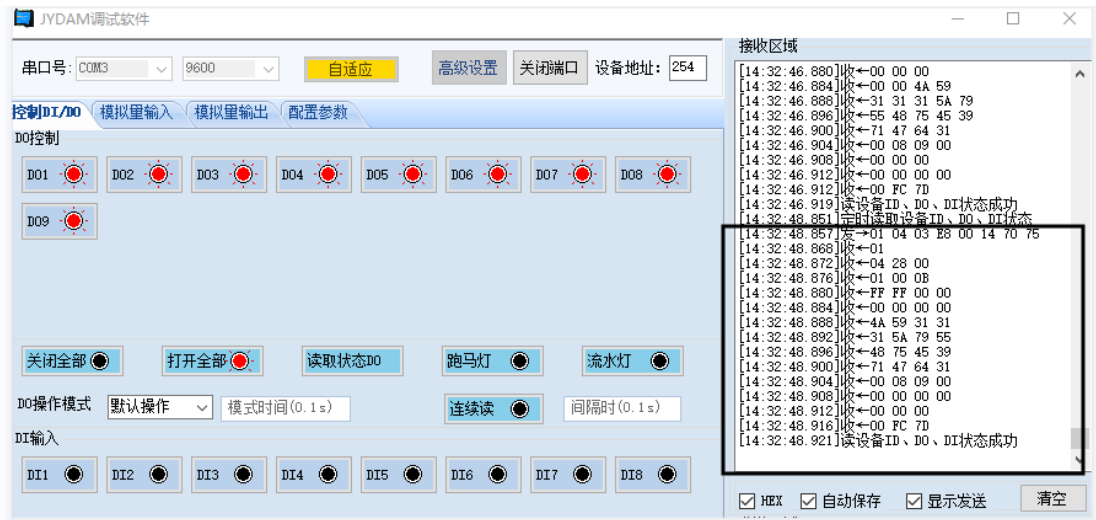 JYDAM调试软件
串口号: COM3 9600 自适应 高级设置 关闭端口 设备地址: 254
控制DI/DO 模拟量输入 模拟量输出 配置参数
DO控制
DO1 DO2 DO3 DO4 DO5 DO6 DO7 DO8
DO9
关闭全部 打开全部 读取状态DO 跑马灯 流水灯
DO操作模式 默认操作 模式时间(0.1s) 连续读 间隔时(0.1s)
DI输入
DI1 DI2 DI3 DI4 DI5 DI6 DI7 DI8
接收区域
[14:32:46.880]收←00 00 00
[14:32:46.884]收←00 00 4A 59
[14:32:46.888]收←31 31 31 5A 79
[14:32:46.896]收←55 48 75 45 39
[14:32:46.900]收←71 47 64 31
[14:32:46.904]收←00 08 09 00
[14:32:46.908]收←00 00 00
[14:32:46.912]收←00 00 00 00
[14:32:46.912]收←00 FC 7D
[14:32:46.919]读设备ID、DO、DI状态成功
[14:32:48.851]定时读取设备ID、DO、DI状态
[14:32:48.857]发→01 04 03 E8 00 14 70 75
[14:32:48.868]收←01
[14:32:48.872]收←04 28 00
[14:32:48.876]收←01 00 0B
[14:32:48.880]收←FF FF 00 00
[14:32:48.884]收←00 00 00 00
[14:32:48.888]收←4A 59 31 31
[14:32:48.892]收←31 5A 79 55
[14:32:48.896]收←48 75 45 39
[14:32:48.900]收←71 47 64 31
[14:32:48.904]收←00 08 09 00
[14:32:48.908]收←00 00 00 00
[14:32:48.912]收←00 00 00
[14:32:48.916]收←00 FC 7D
[14:32:48.921]读设备ID、DO、DI状态成功
HEX 自动保存 显示发送 清空